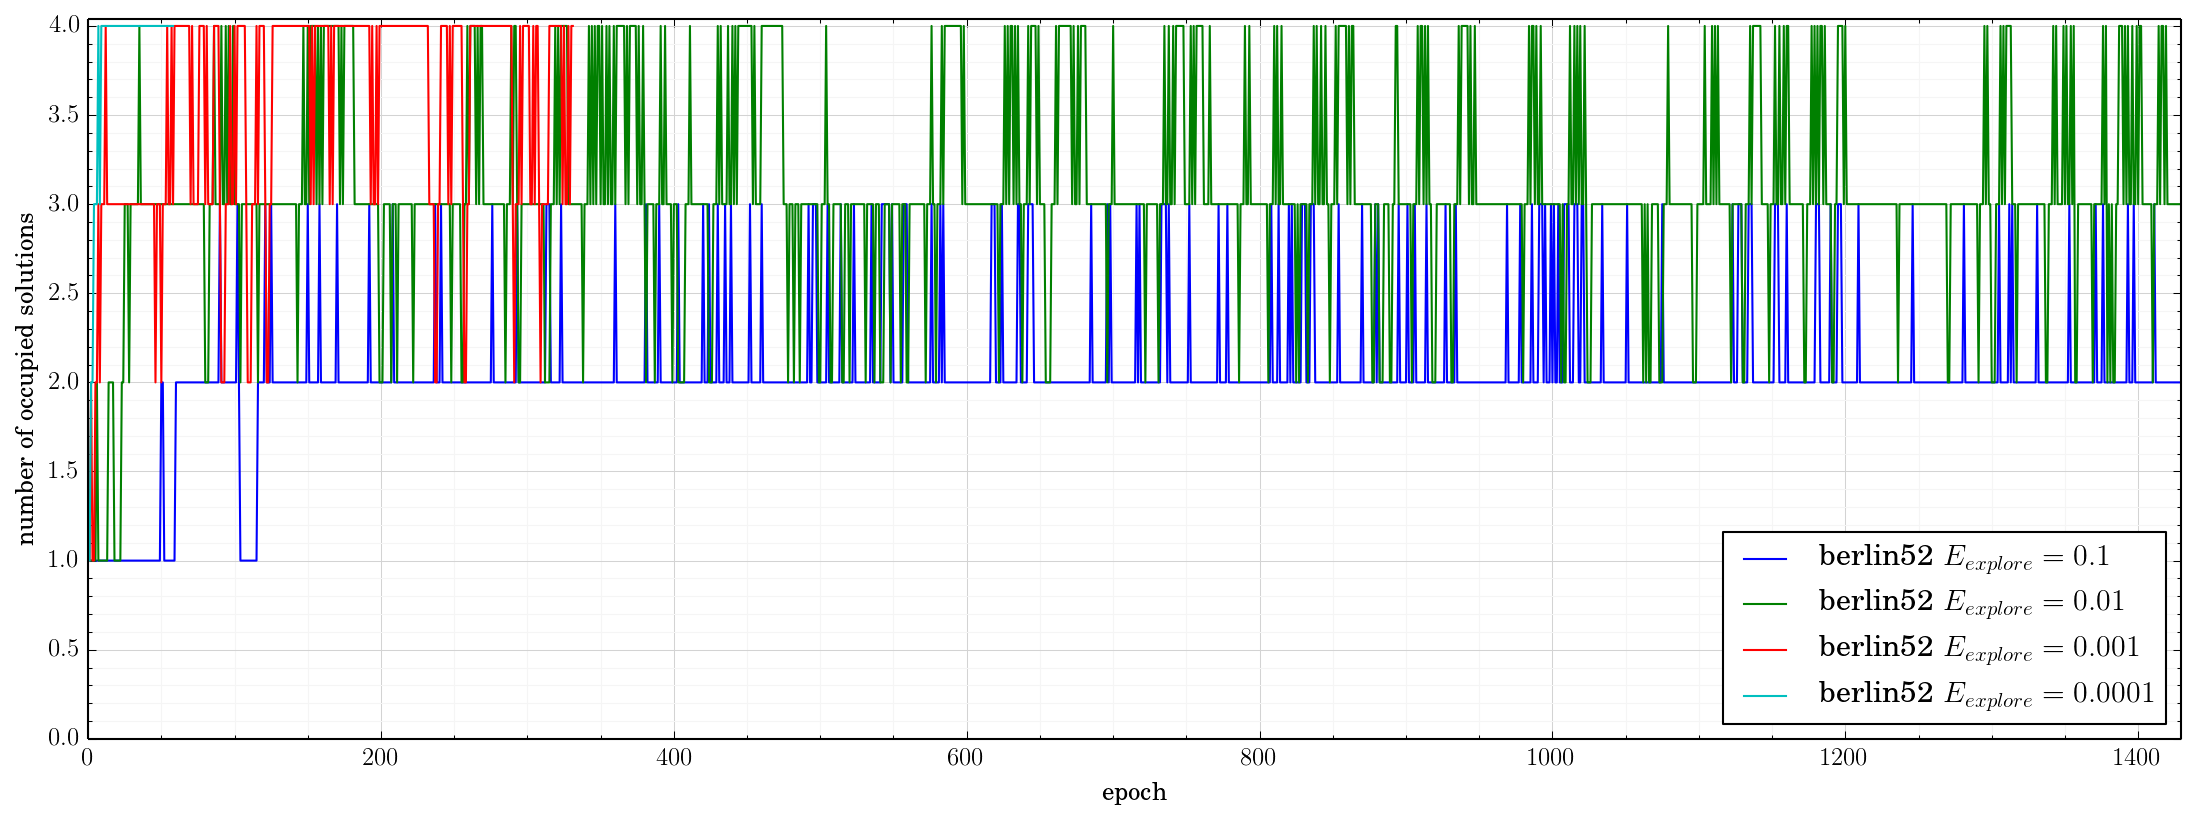 4.0
3.5
3.0
2.5
2.0
1.5
1.0
0.5
0.0
number of occupied solutions
0 200 400 600 800 1000 1200 1400
epoch
berlin52 E_explore = 0.1
berlin52 E_explore = 0.01
berlin52 E_explore = 0.001
berlin52 E_explore = 0.0001